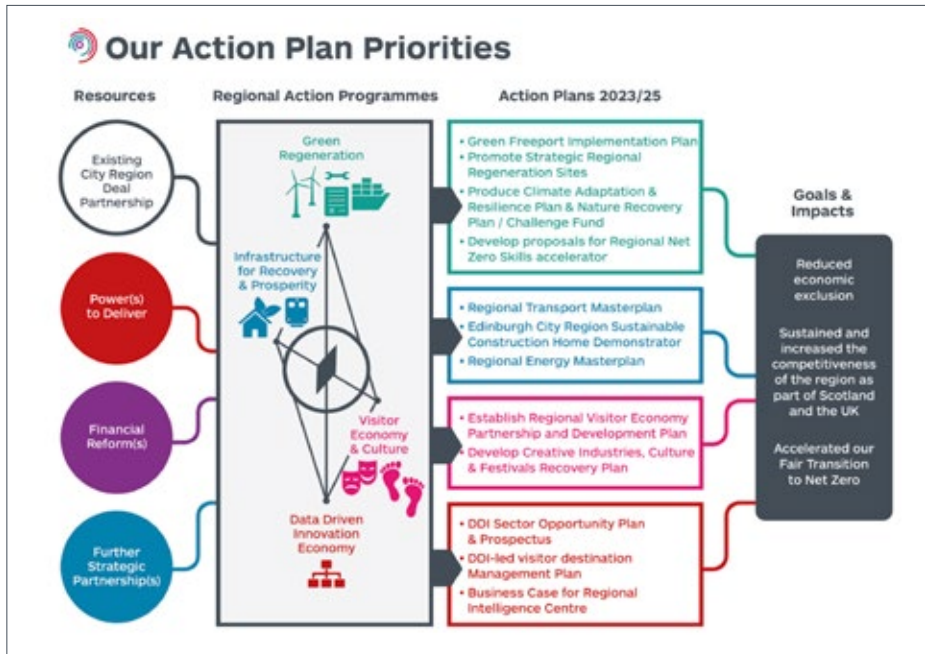 Our Action Plan Priorities
Resources
Regional Action Programmes
Action Plans 2023/25
Existing
City Region
Deal
Partnership
Power(s)
to Deliver
Financial
Reform(s)
Further
Strategic
Partnership(s)
Green
Regeneration
Infrastructure
for Recovery
& Prosperity
Visitor
Economy
& Culture
Data Driven
Innovation
Economy
• Green Freeport Implementation Plan
• Promote Strategic Regional
Regeneration Sites
• Produce Climate Adaptation &
Resilience Plan & Nature Recovery
Plan / Challenge Fund
• Develop proposals for Regional Net
Zero Skills accelerator
• Regional Transport Masterplan
• Edinburgh City Region Sustainable
Construction Home Demonstrator
• Regional Energy Masterplan
• Establish Regional Visitor Economy
Partnership and Development Plan
• Develop Creative Industries, Culture
& Festivals Recovery Plan
• DDI Sector Opportunity Plan
& Prospectus
• DDI-led visitor destination
Management Plan
• Business Case for Regional
Intelligence Centre
Goals &
Impacts
Reduced
economic
exclusion
Sustained and
increased the
competitiveness
of the region as
part of Scotland
and the UK
Accelerated our
Fair Transition
to Net Zero